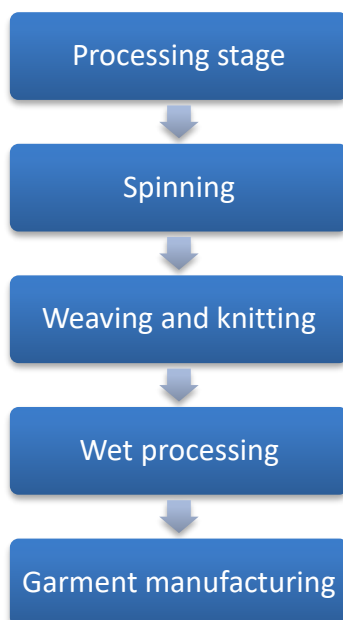 Processing stage
Spinning
Weaving and knitting
Wet processing
Garment manufacturing